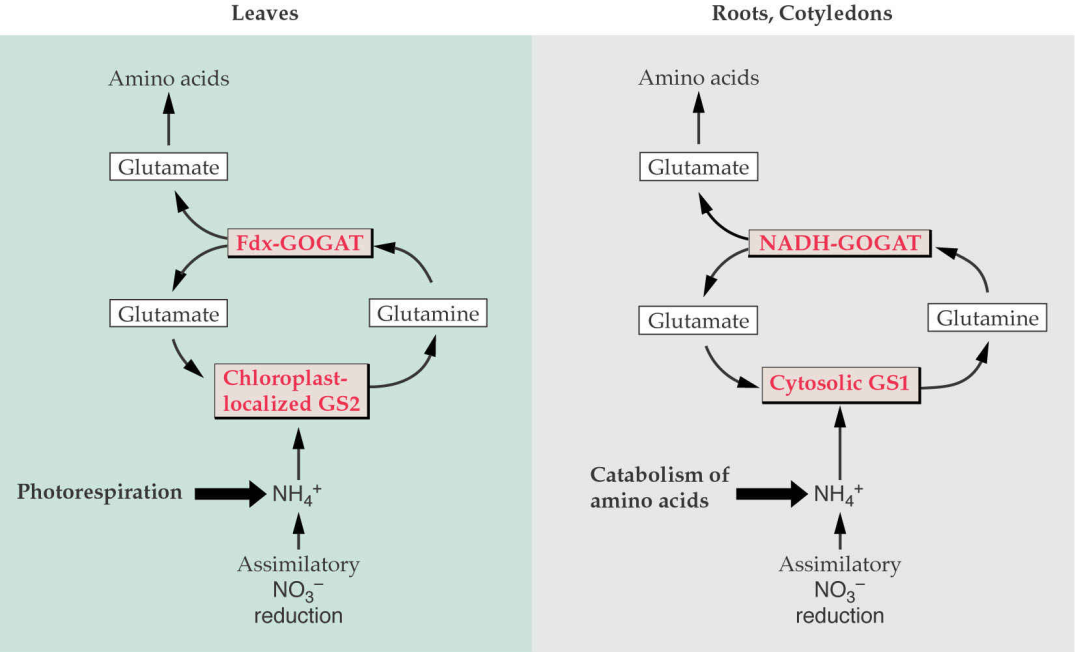 Leaves
Amino acids
Glutamate
Fdx-GOGAT
Glutamate
Glutamine
Chloroplast-
localized GS2
Photorespiration
NH₄⁺
Assimilatory
NO₃⁻
reduction
Roots, Cotyledons
Amino acids
Glutamate
NADH-GOGAT
Glutamate
Glutamine
Cytosolic GS1
Catabolism of
amino acids
NH₄⁺
Assimilatory
NO₃⁻
reduction